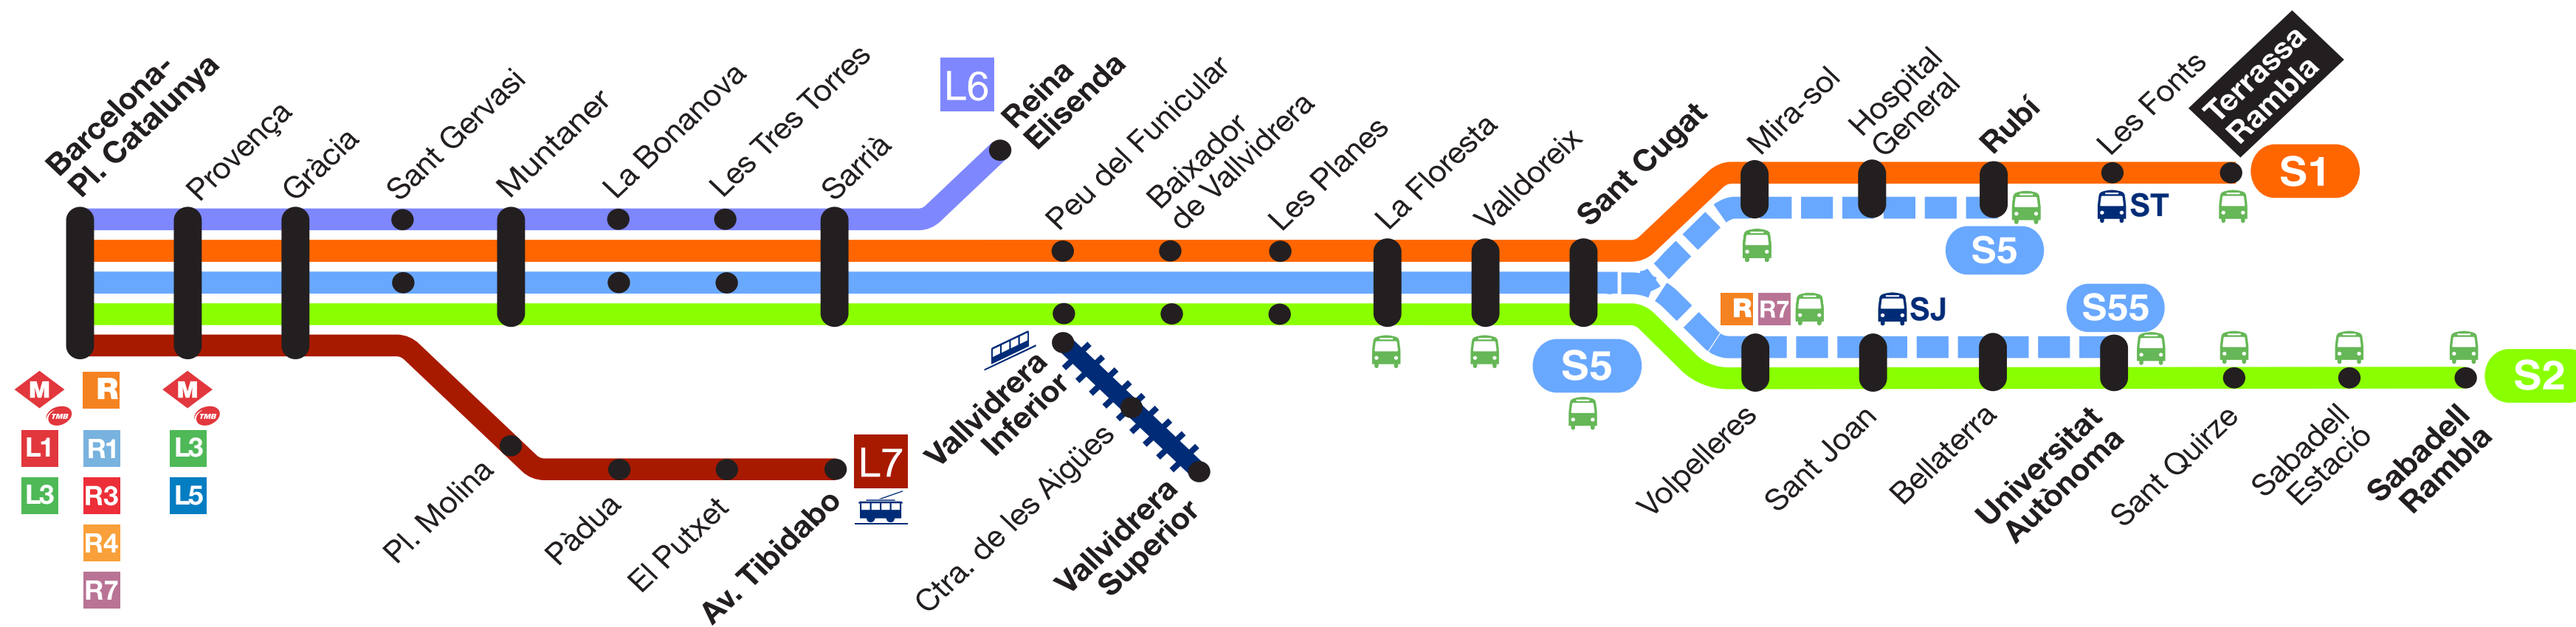 Barcelona-
Pl. Catalunya
Provença
Gràcia
Sant Gervasi
Muntaner
La Bonanova
Les Tres Torres
Sarrià
L6
Reina
Elisenda
Peu del Funicular
Baixador
de Vallvidrera
Les Planes
La Floresta
Valldoreix
Sant Cugat
Mira-sol
Hospital
General
Rubí
Les Fonts
Terrassa
Rambla
S1
ST
S5
R R7
SJ
S55
S5
S2
M
TMB
R
M
TMB
L1
R1
L3
L3
R3
L5
R4
R7
Pl. Molina
Pàdua
El Putxet
Av. Tibidabo
L7
Vallvidrera
Inferior
Ctra. de les Aigües
Vallvidrera
Superior
Volpelleres
Sant Joan
Bellaterra
Universitat
Autònoma
Sant Quirze
Sabadell
Estació
Sabadell
Rambla